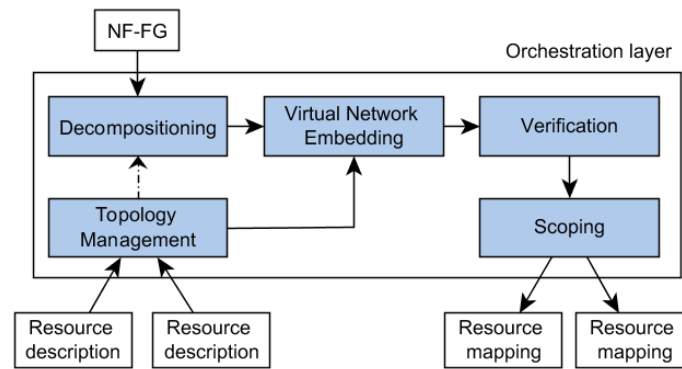 NF-FG
Orchestration layer
Decompositioning
Virtual Network
Embedding
Verification
Topology
Management
Scoping
Resource
description
Resource
description
Resource
mapping
Resource
mapping